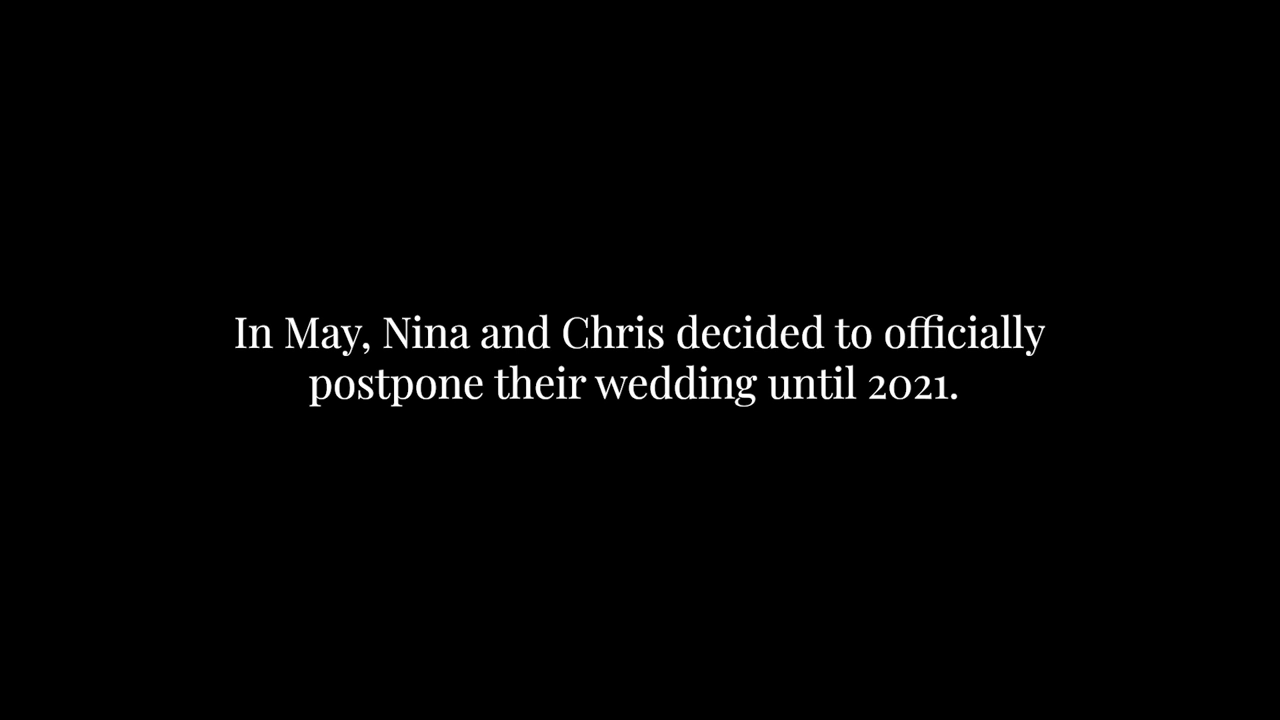 In May, Nina and Chris decided to officially
postpone their wedding until 2021.